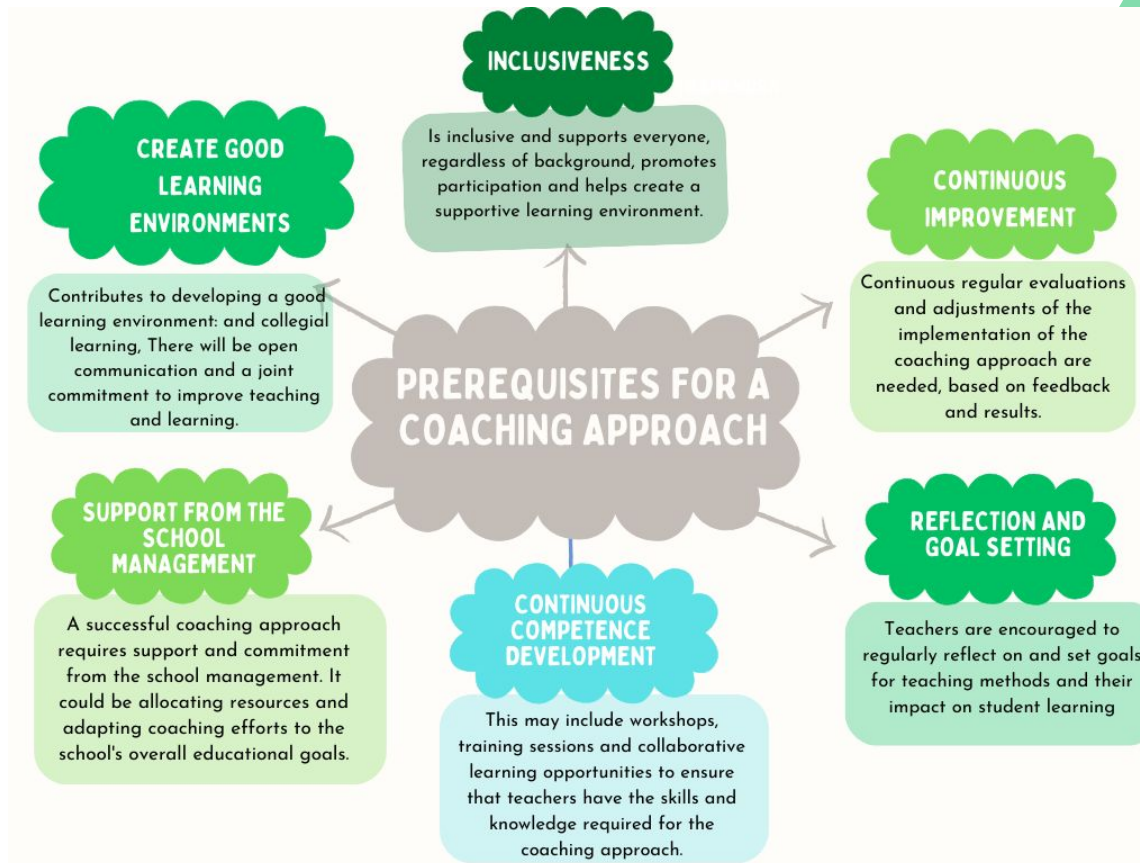 INCLUSIVENESS
Is inclusive and supports everyone,
regardless of background, promotes
participation and helps create a
supportive learning environment.
CREATE GOOD
LEARNING
ENVIRONMENTS
Contributes to developing a good
learning environment: and collegial
learning, There will be open
communication and a joint
commitment to improve teaching
and learning.
CONTINUOUS
IMPROVEMENT
Continuous regular evaluations
and adjustments of the
implementation of the
coaching approach are
needed, based on feedback
and results.
PREREQUISITES FOR A
COACHING APPROACH
SUPPORT FROM THE
SCHOOL
MANAGEMENT
A successful coaching approach
requires support and commitment
from the school management. It
could be allocating resources and
adapting coaching efforts to the
school's overall educational goals.
CONTINUOUS
COMPETENCE
DEVELOPMENT
This may include workshops,
training sessions and collaborative
learning opportunities to ensure
that teachers have the skills and
knowledge required for the
coaching approach.
REFLECTION AND
GOAL SETTING
Teachers are encouraged to
regularly reflect on and set goals
for teaching methods and their
impact on student learning